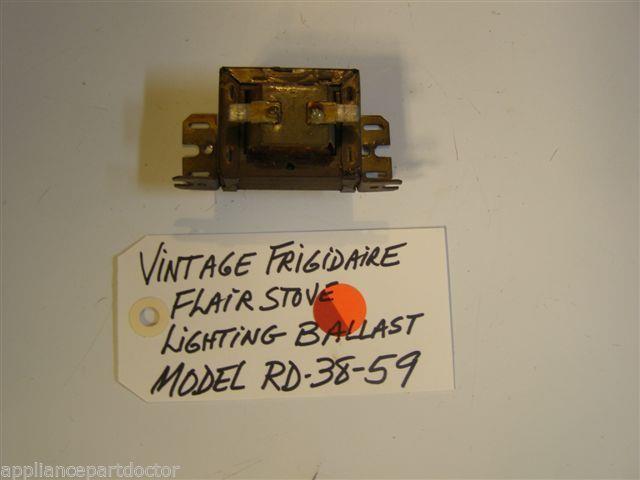 VINTAGE FRIGIDAIRE
FLAIR STOVE
LIGHTING BALLAST
MODEL RD-38-59
appliancepartdoctor